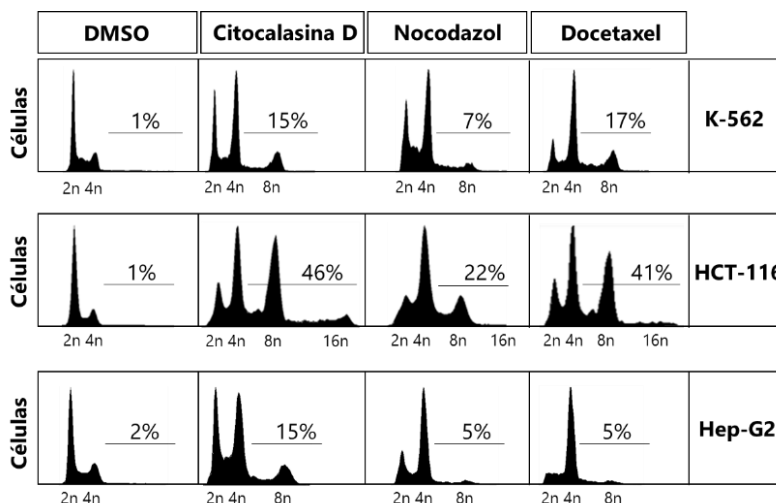 DMSO Citocalasina D Nocodazol Docetaxel
Células 1% 15% 7% 17% K-562
2n 4n 2n 4n 8n 2n 4n 8n 2n 4n 8n
Células 1% 46% 22% 41% HCT-116
2n 4n 2n 4n 8n 16n 2n 4n 8n 16n 2n 4n 8n 16n
Células 2% 15% 5% 5% Hep-G2
2n 4n 2n 4n 8n 2n 4n 8n 2n 4n 8n